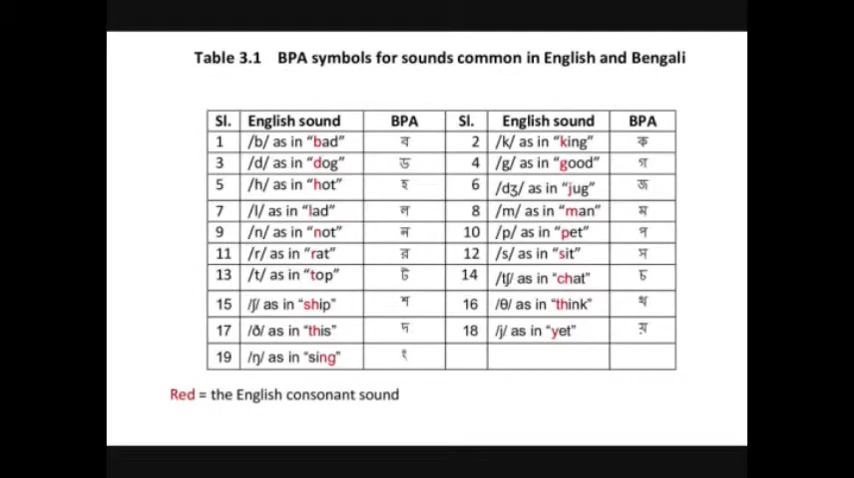 Table 3.1 BPA symbols for sounds common in English and Bengali
Sl. English sound BPA Sl. English sound BPA
1 /b/ as in “bad” ব 2 /k/ as in “king” ক
3 /d/ as in “dog” ড 4 /g/ as in “good” গ
5 /h/ as in “hot” হ 6 /dʒ/ as in “jug” জ
7 /l/ as in “lad” ল 8 /m/ as in “man” ম
9 /n/ as in “not” ন 10 /p/ as in “pet” প
11 /r/ as in “rat” র 12 /s/ as in “sit” স
13 /t/ as in “top” ট 14 /tʃ/ as in “chat” চ
15 /ʃ/ as in “ship” শ 16 /θ/ as in “think” থ
17 /ð/ as in “this” দ 18 /j/ as in “yet” য়
19 /ŋ/ as in “sing” ং
Red = the English consonant sound